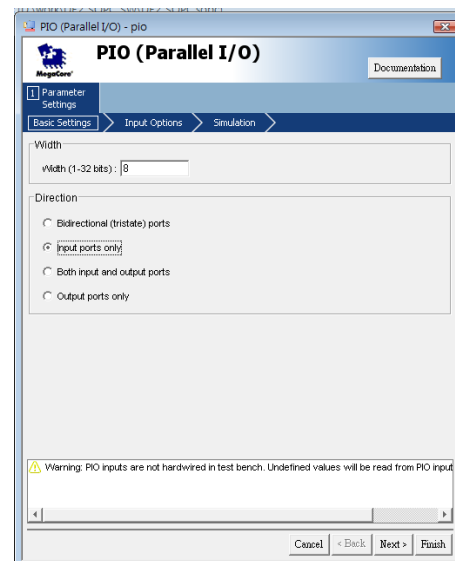 PIO (Parallel I/O) - pio
PIO (Parallel I/O)
MegaCore'
Documentation
1 Parameter
Settings
Basic Settings
Input Options
Simulation
Width
Width (1-32 bits) : 8
Direction
Bidirectional (tristate) ports
Input ports only
Both input and output ports
Output ports only
Warning: PIO inputs are not hardwired in test bench. Undefined values will be read from PIO input
Cancel
< Back
Next >
Finish